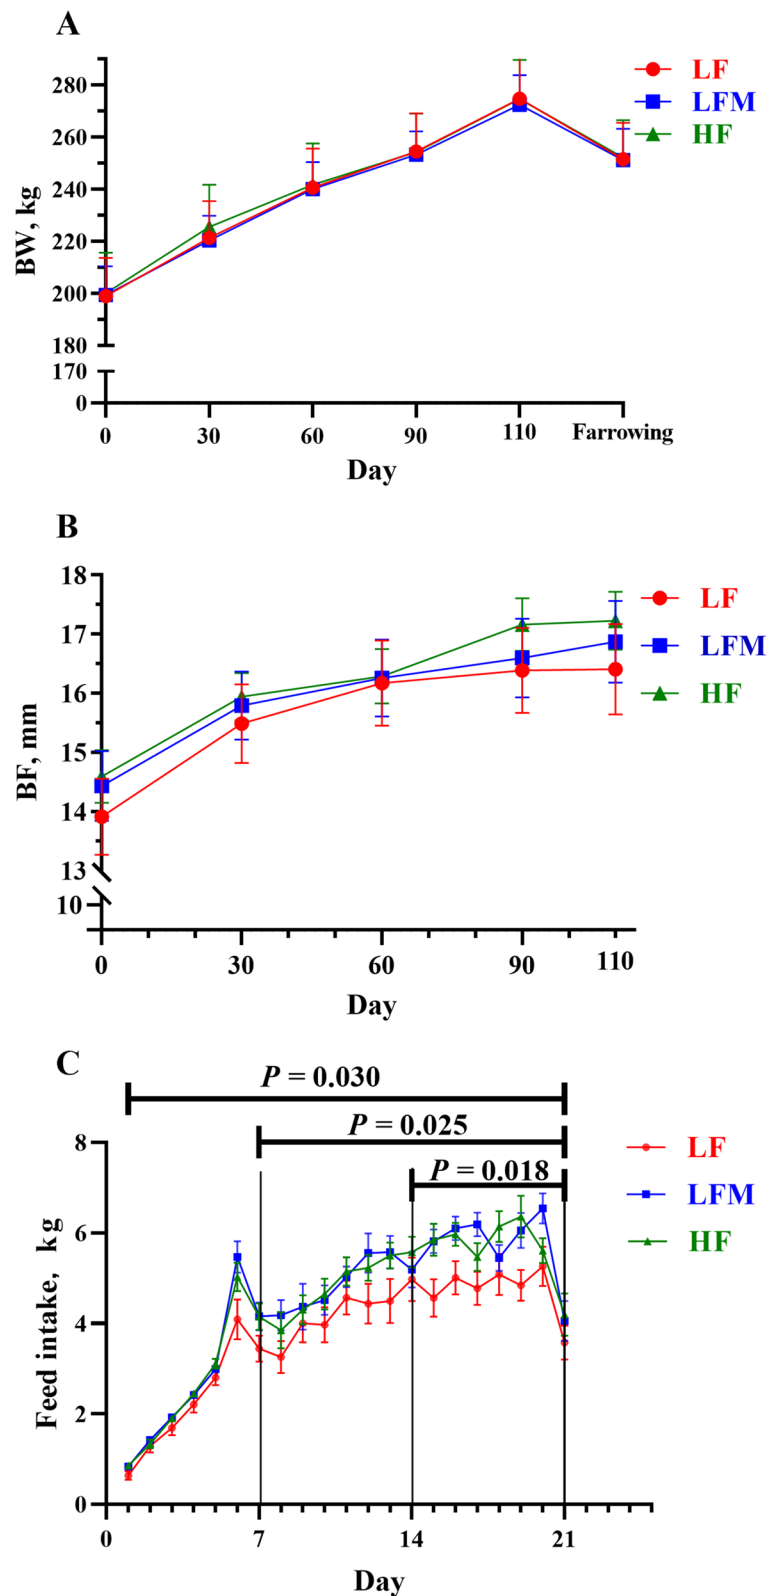 A
LF
LFM
HF
BW, kg
280
260
240
220
200
180
170
0
0 30 60 90 110 Farrowing
Day
B
LF
LFM
HF
BF, mm
18
17
16
15
14
13
10
0 30 60 90 110
Day
C
P = 0.030
P = 0.025
P = 0.018
LF
LFM
HF
Feed intake, kg
8
6
4
2
0
0 7 14 21
Day